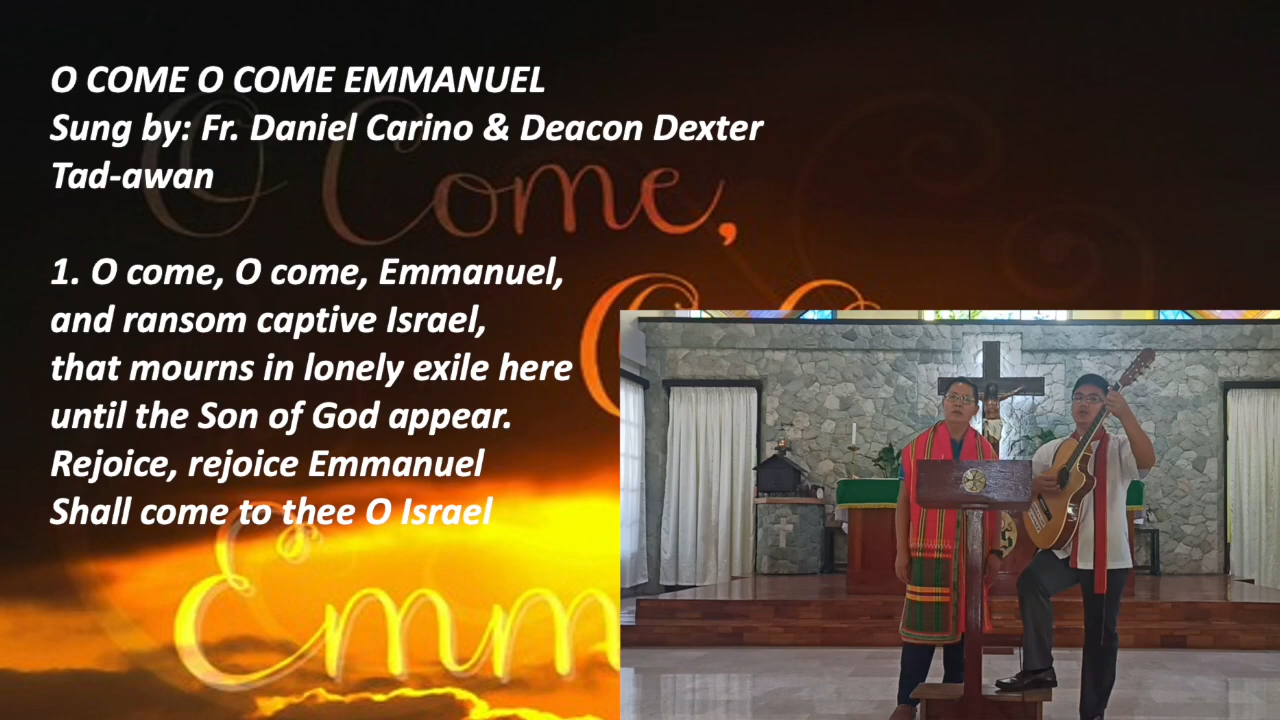 O COME O COME EMMANUEL
Sung by: Fr. Daniel Carino & Deacon Dexter
Tad-awan
1. O come, O come, Emmanuel,
and ransom captive Israel,
that mourns in lonely exile here
until the Son of God appear.
Rejoice, rejoice Emmanuel
Shall come to thee O Israel
O Come,
O
Emm